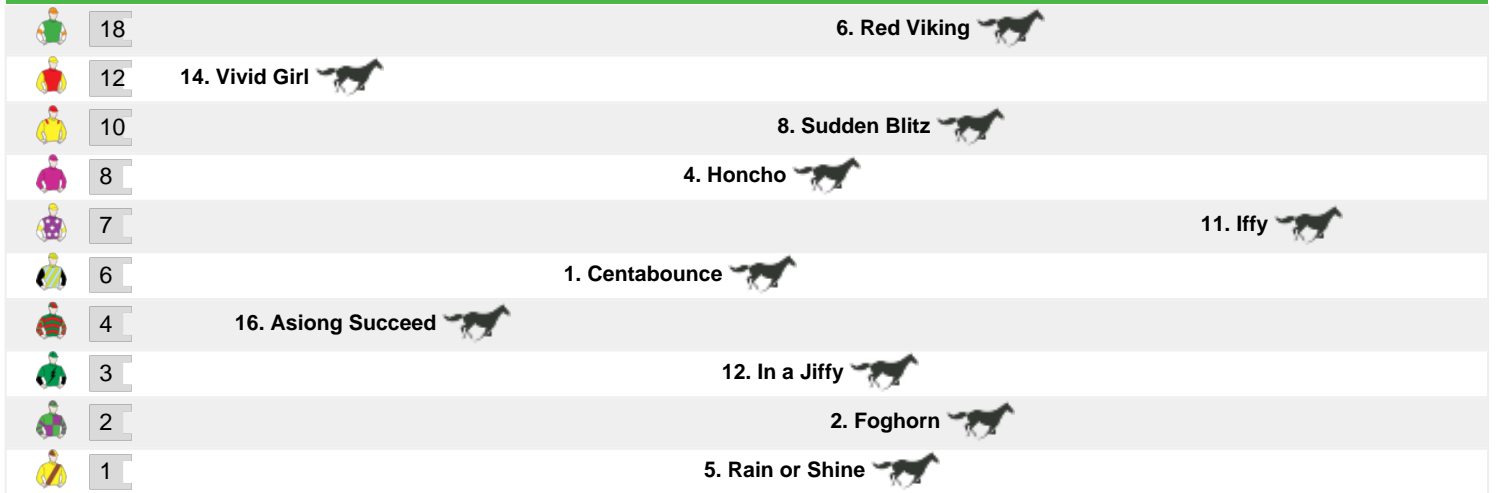 18 6. Red Viking
12 14. Vivid Girl
10 8. Sudden Blitz
8 4. Honcho
7 11. Iffy
6 1. Centabounce
4 16. Asiong Succeed
3 12. In a Jiffy
2 2. Foghorn
1 5. Rain or Shine